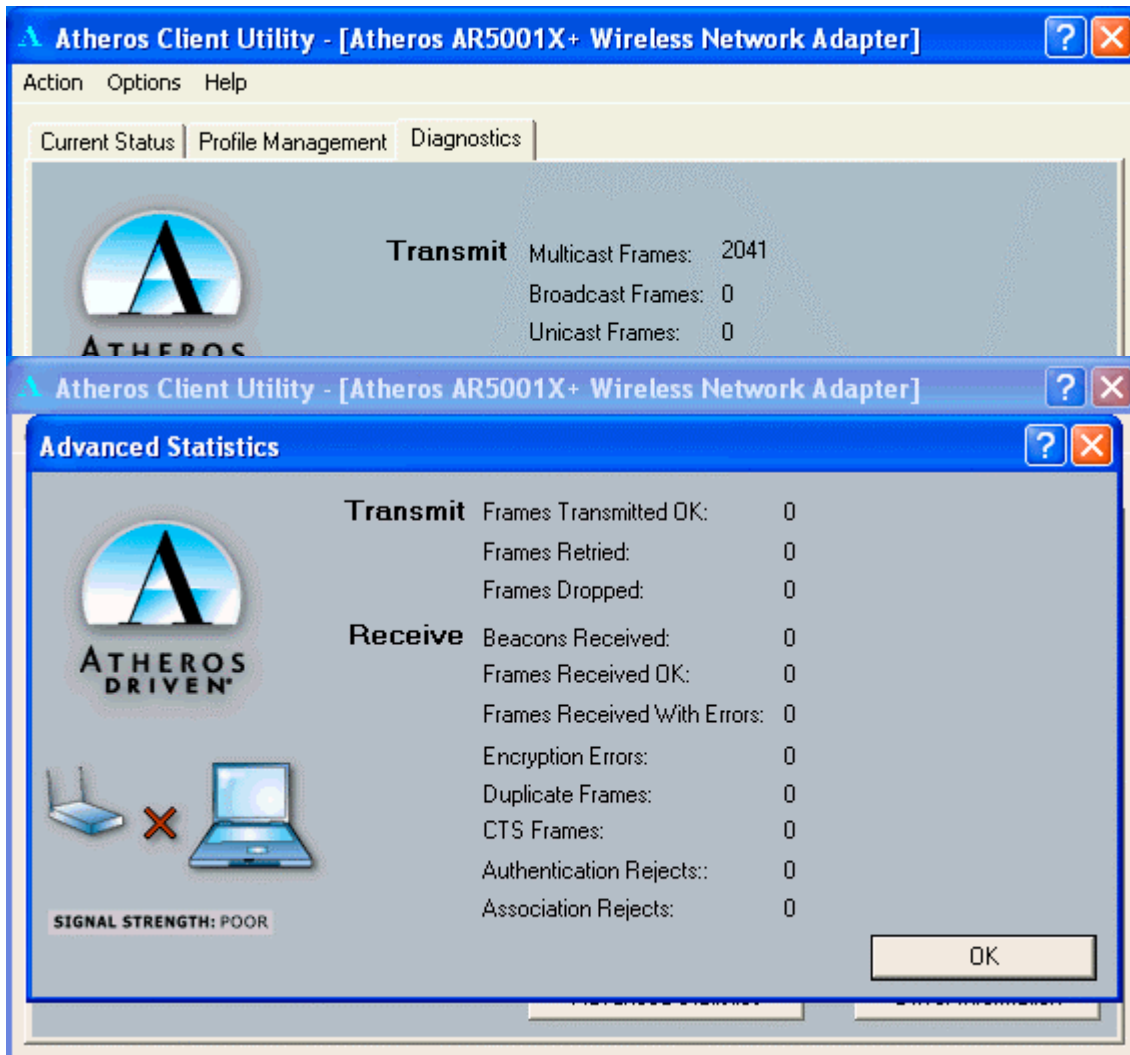 Atheros Client Utility - [Atheros AR5001X+ Wireless Network Adapter]
Action Options Help
Current Status Profile Management Diagnostics
Transmit Multicast Frames: 2041
Broadcast Frames: 0
Unicast Frames: 0
ATHEROS
Atheros Client Utility - [Atheros AR5001X+ Wireless Network Adapter]
Advanced Statistics
Transmit Frames Transmitted OK: 0
Frames Retried: 0
Frames Dropped: 0
Receive Beacons Received: 0
Frames Received OK: 0
Frames Received With Errors: 0
Encryption Errors: 0
Duplicate Frames: 0
CTS Frames: 0
Authentication Rejects:: 0
Association Rejects: 0
ATHEROS
DRIVEN®
SIGNAL STRENGTH: POOR
OK